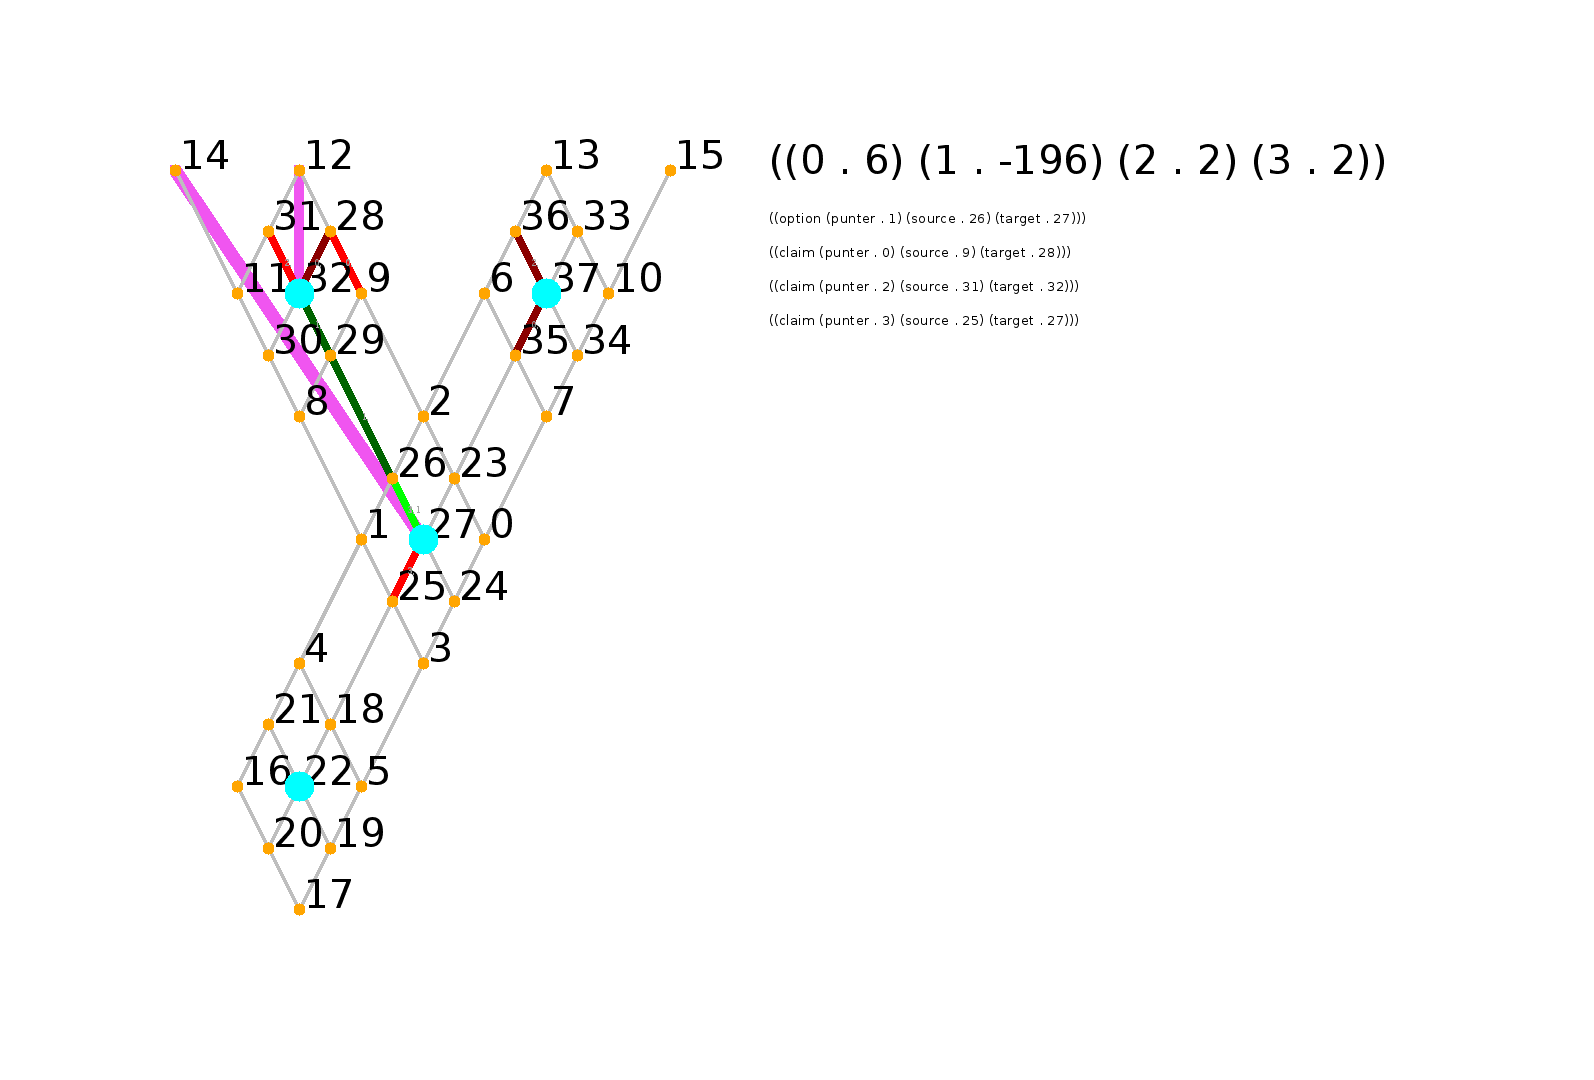 14 12 13 15
((0 . 6) (1 . -196) (2 . 2) (3 . 2))
31 28 36 33
((option (punter . 1) (source . 26) (target . 27)))
((claim (punter . 0) (source . 9) (target . 28)))
11 32 9 6 37 10
((claim (punter . 2) (source . 31) (target . 32)))
((claim (punter . 3) (source . 25) (target . 27)))
30 29 35 34
8 2 7
26 23
1 27 0
25 24
4 3
21 18
16 22 5
20 19
17